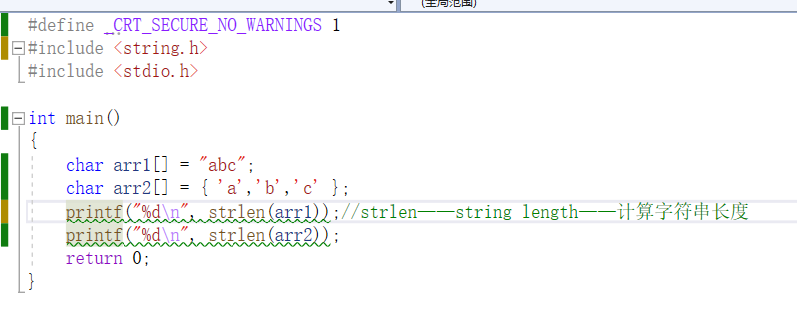 (全局范围)
#define _CRT_SECURE_NO_WARNINGS 1
#include <string.h>
#include <stdio.h>
int main()
{
char arr1[] = "abc";
char arr2[] = { 'a','b','c' };
printf("%d\n", strlen(arr1));//strlen——string length——计算字符串长度
printf("%d\n", strlen(arr2));
return 0;
}